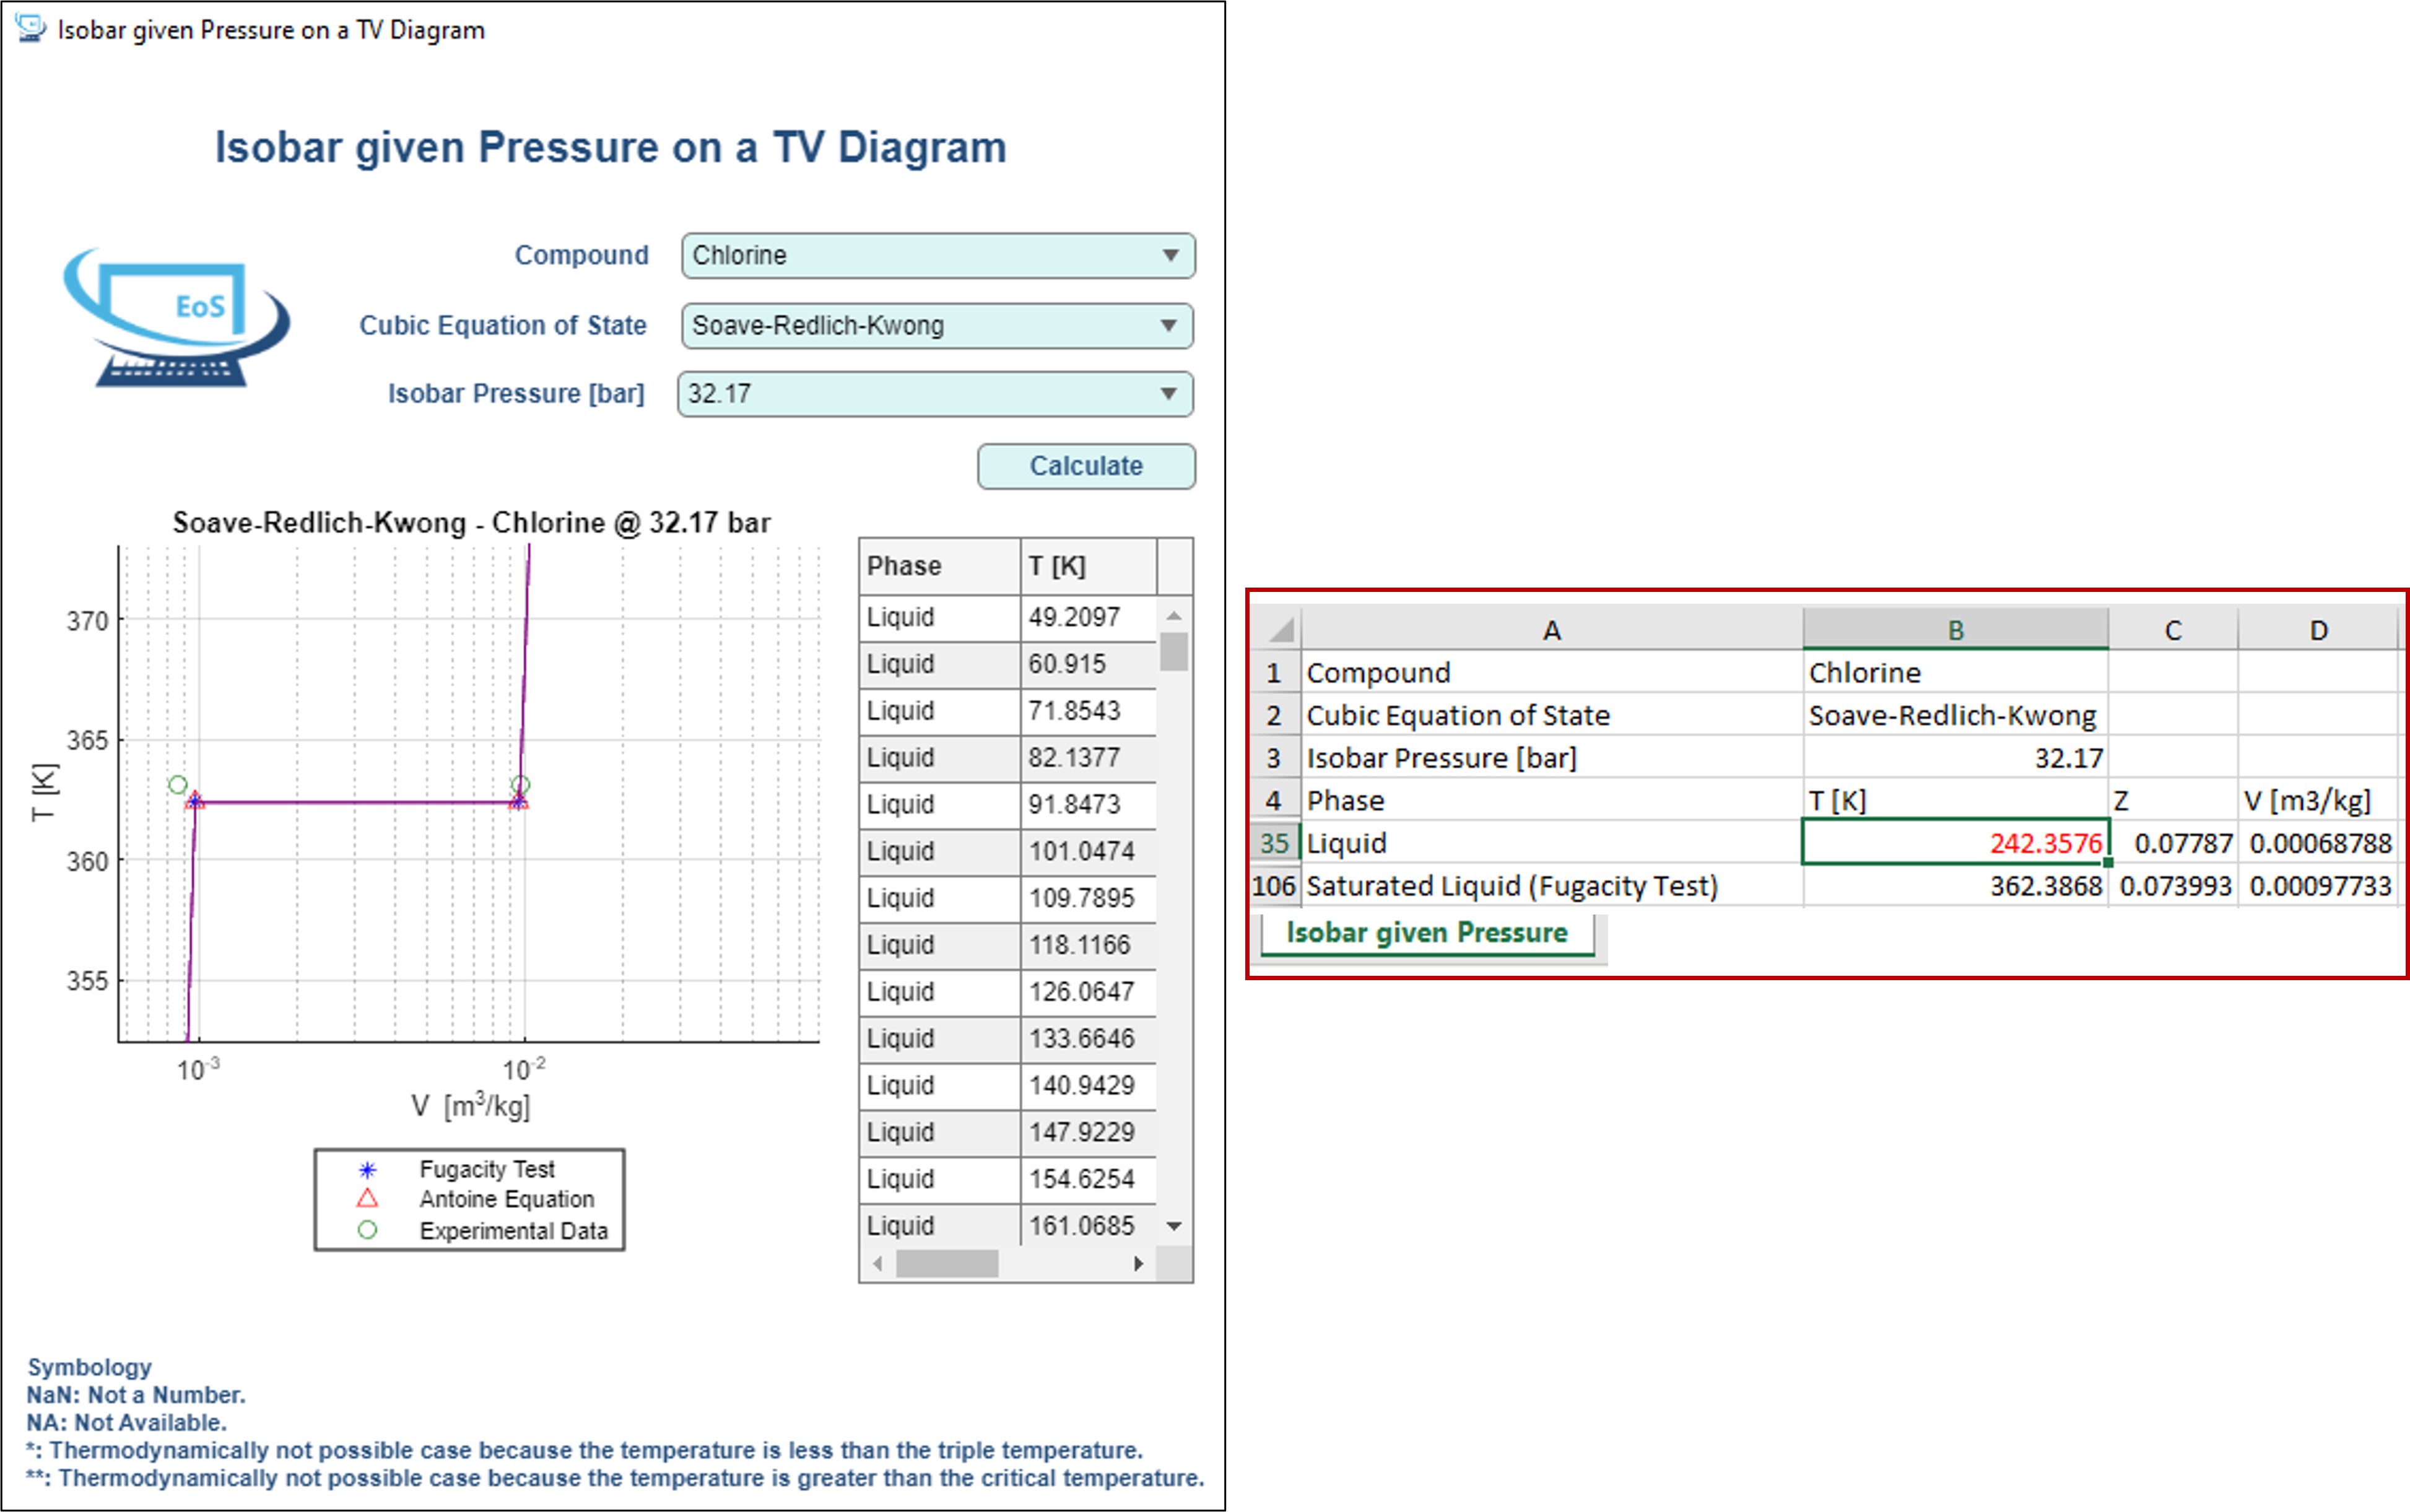 Isobar given Pressure on a TV Diagram
Isobar given Pressure on a TV Diagram
EoS
Compound
Chlorine
Cubic Equation of State
Soave-Redlich-Kwong
Isobar Pressure [bar]
32.17
Calculate
Soave-Redlich-Kwong - Chlorine @ 32.17 bar
370
365
360
355
T [K]
10⁻³ 10⁻²
V [m³/kg]
Fugacity Test
Antoine Equation
Experimental Data
Phase T [K]
Liquid 49.2097
Liquid 60.915
Liquid 71.8543
Liquid 82.1377
Liquid 91.8473
Liquid 101.0474
Liquid 109.7895
Liquid 118.1166
Liquid 126.0647
Liquid 133.6646
Liquid 140.9429
Liquid 147.9229
Liquid 154.6254
Liquid 161.0685
Symbology
NaN: Not a Number.
NA: Not Available.
*: Thermodynamically not possible case because the temperature is less than the triple temperature.
**: Thermodynamically not possible case because the temperature is greater than the critical temperature.
A B C D
1 Compound Chlorine
2 Cubic Equation of State Soave-Redlich-Kwong
3 Isobar Pressure [bar] 32.17
4 Phase T [K] Z V [m3/kg]
35 Liquid 242.3576 0.07787 0.00068788
106 Saturated Liquid (Fugacity Test) 362.3868 0.073993 0.00097733
Isobar given Pressure